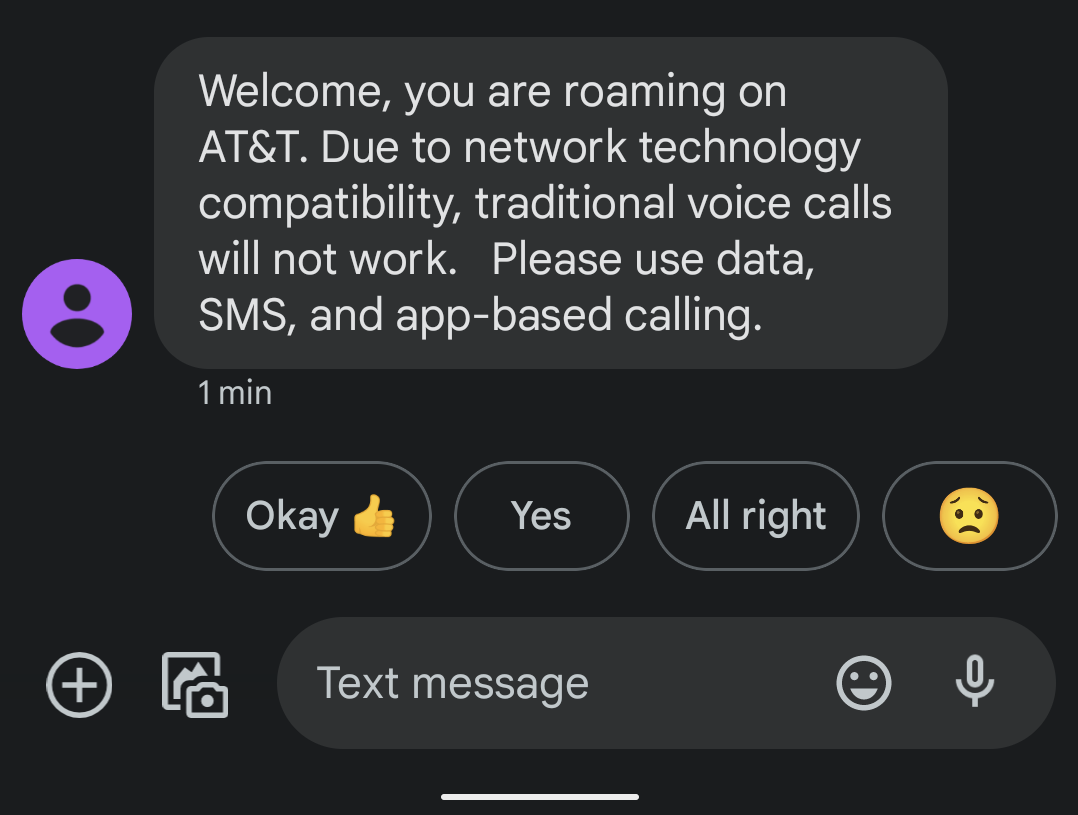 Welcome, you are roaming on
AT&T. Due to network technology
compatibility, traditional voice calls
will not work.   Please use data,
SMS, and app-based calling.
1 min
Okay 👍
Yes
All right
😟
Text message